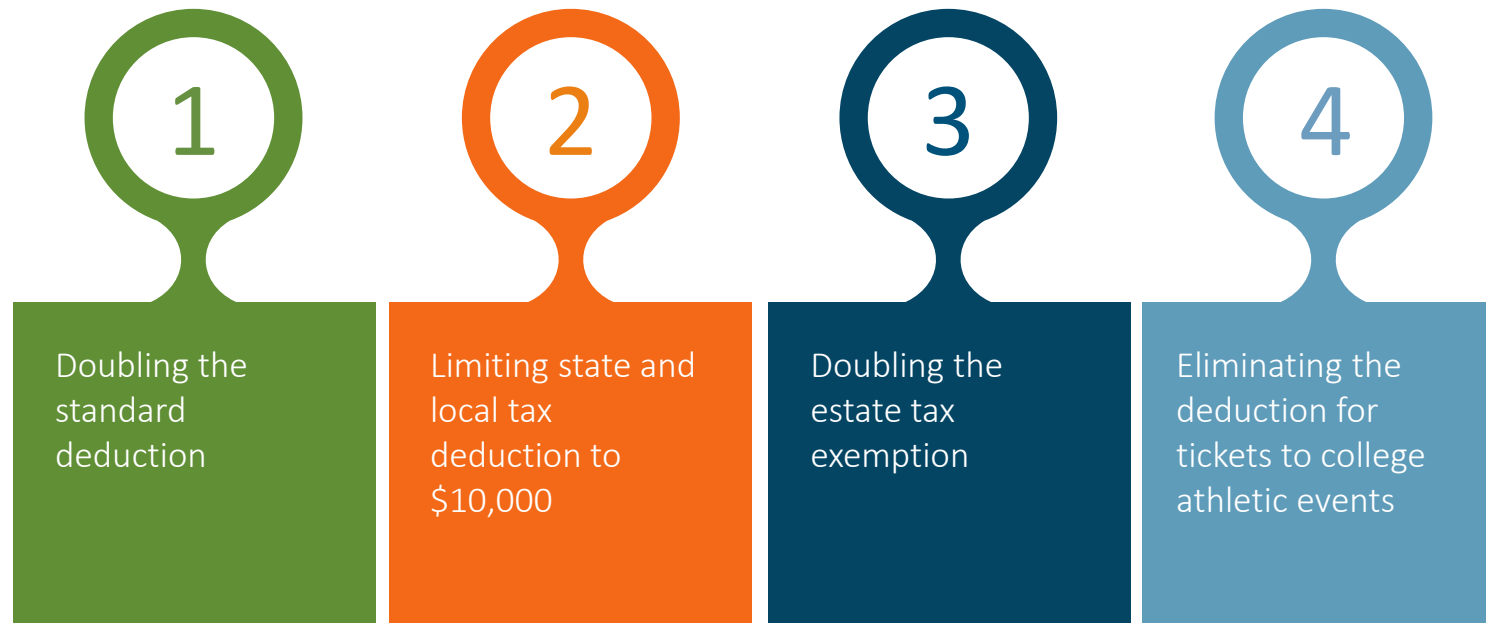 1
Doubling the
standard
deduction
2
Limiting state and
local tax
deduction to
$10,000
3
Doubling the
estate tax
exemption
4
Eliminating the
deduction for
tickets to college
athletic events